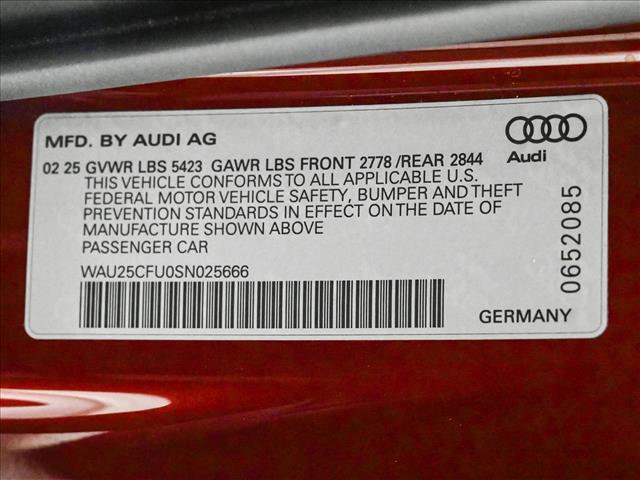 MFD. BY AUDI AG
Audi
02 25 GVWR LBS 5423 GAWR LBS FRONT 2778 /REAR 2844
THIS VEHICLE CONFORMS TO ALL APPLICABLE U.S.
FEDERAL MOTOR VEHICLE SAFETY, BUMPER AND THEFT
PREVENTION STANDARDS IN EFFECT ON THE DATE OF
MANUFACTURE SHOWN ABOVE
PASSENGER CAR
WAU25CFU0SN025666
GERMANY
0652085